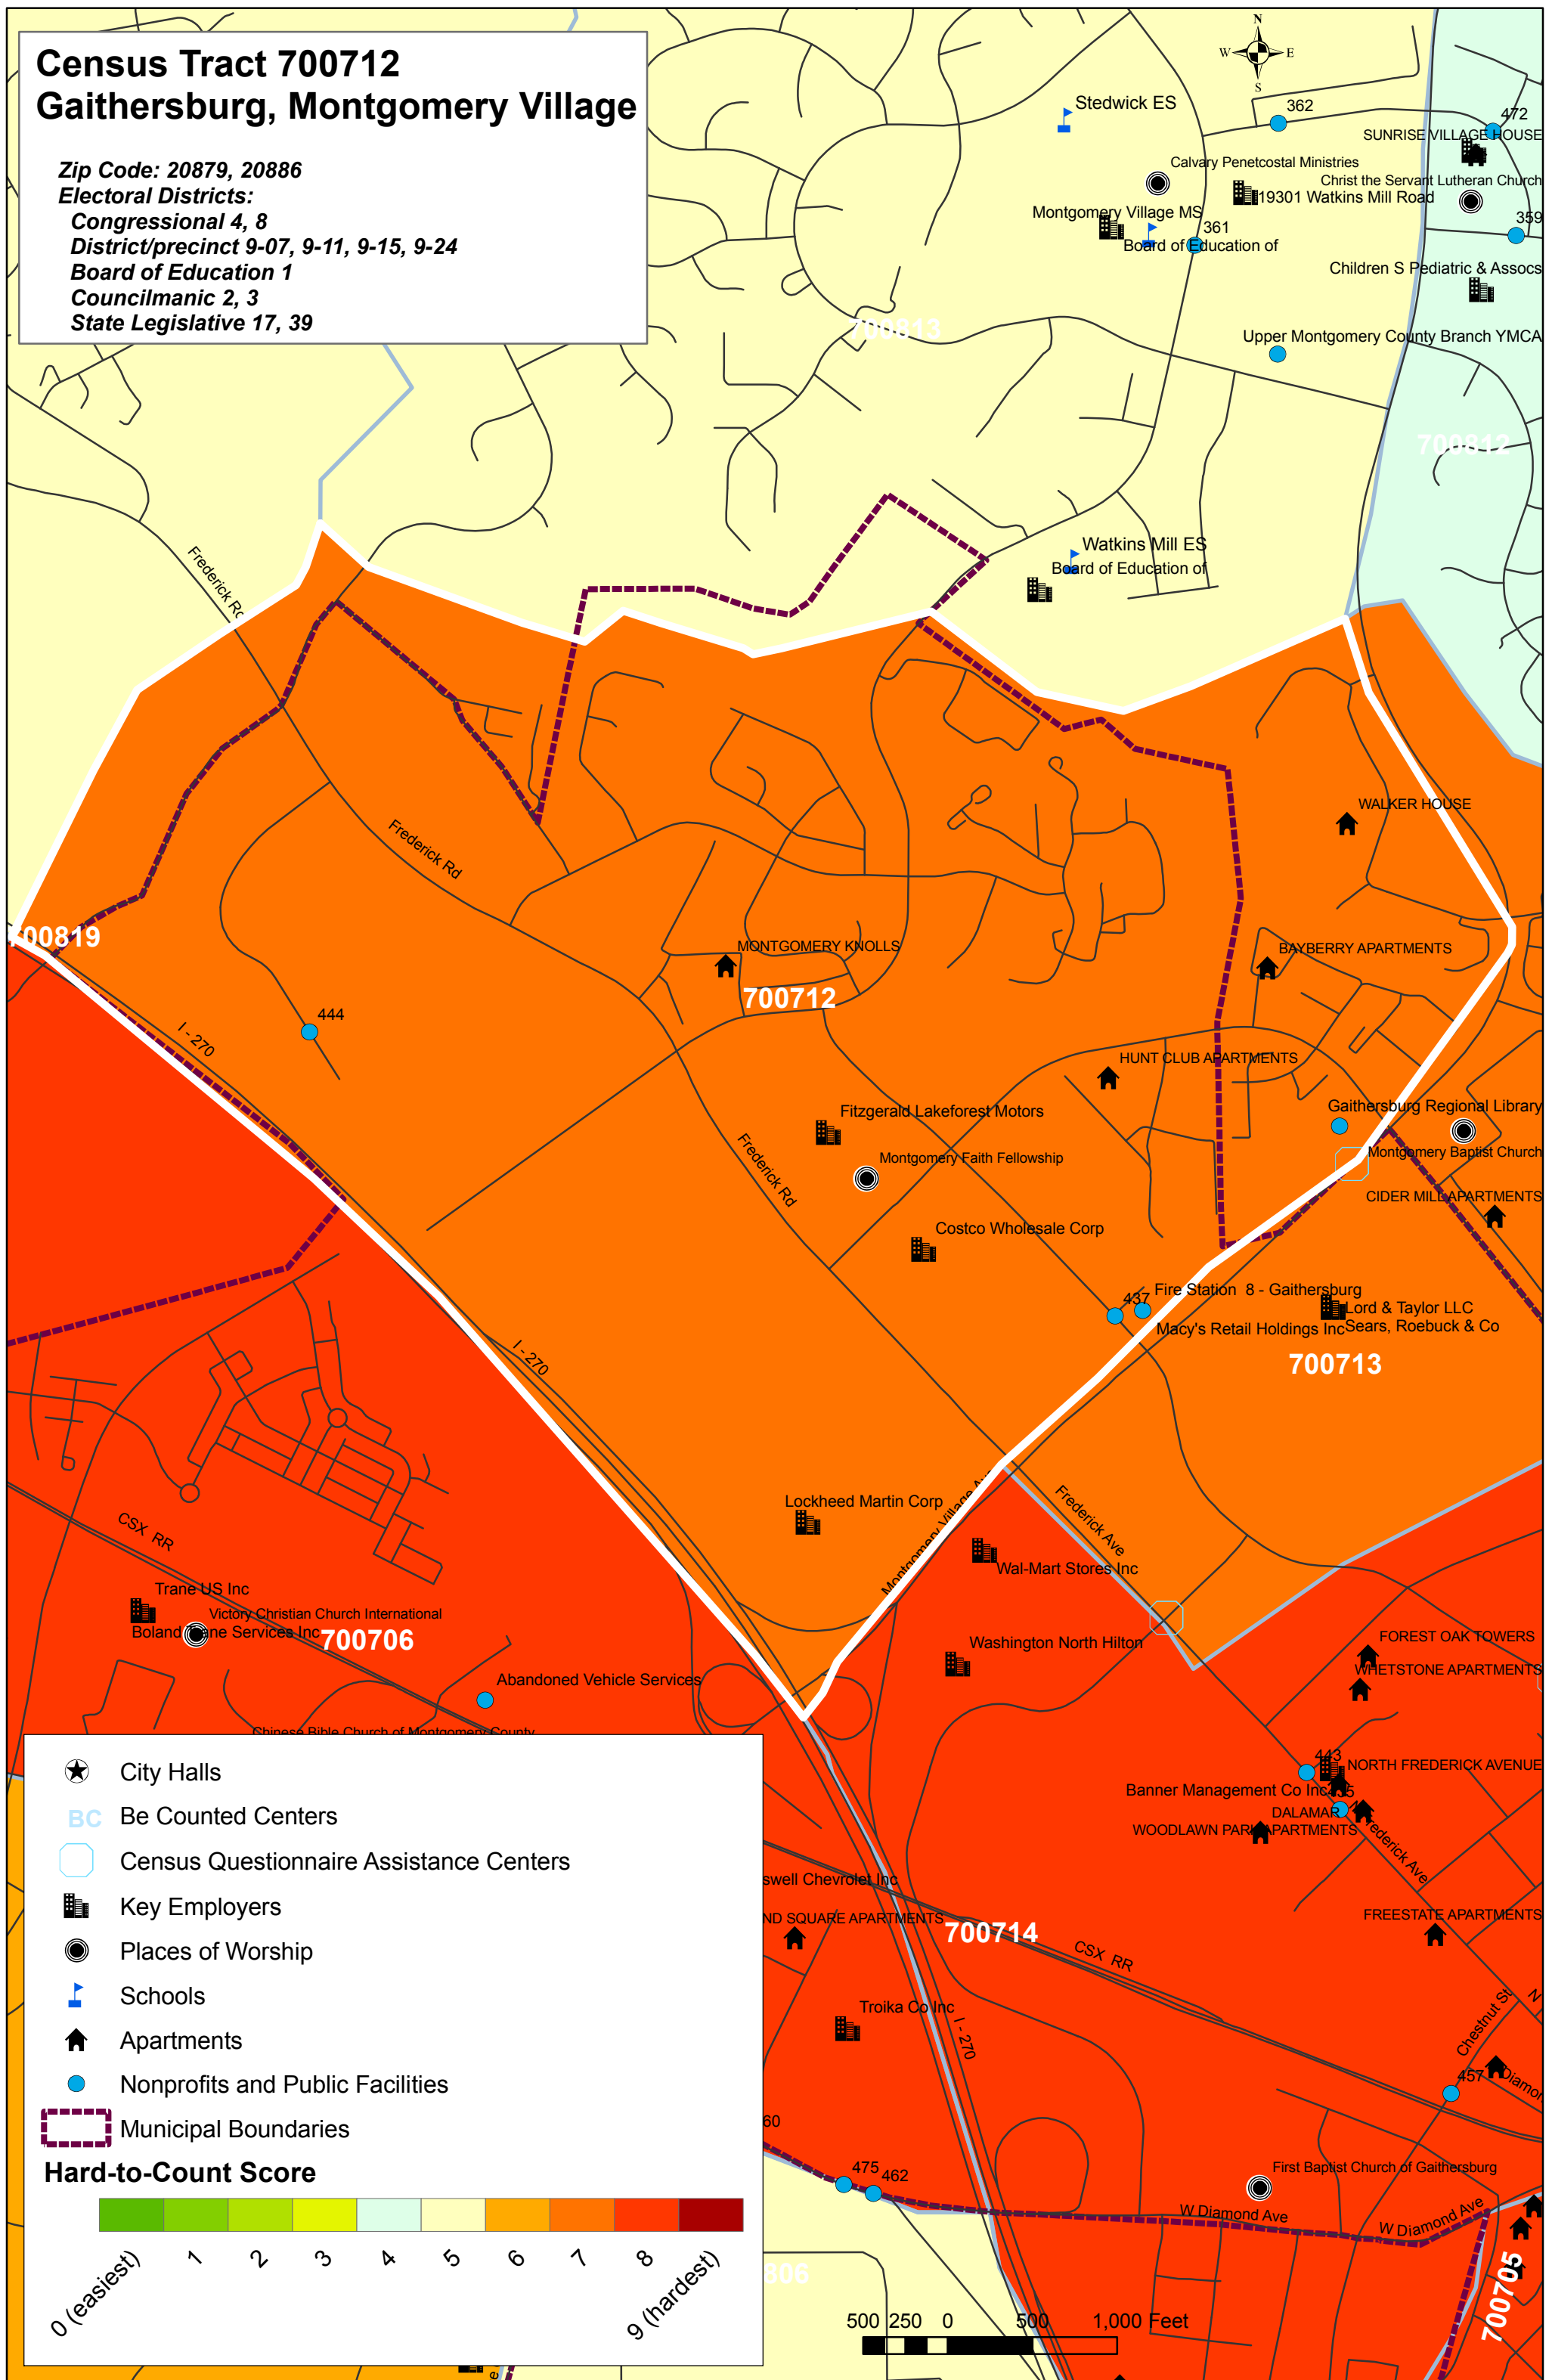 Census Tract 700712
Gaithersburg, Montgomery Village
Zip Code: 20879, 20886
Electoral Districts:
Congressional 4, 8
District/precinct 9-07, 9-11, 9-15, 9-24
Board of Education 1
Councilmanic 2, 3
State Legislative 17, 39
N
W E
S
Stedwick ES
362
472
SUNRISE VILLAGE HOUSE
Calvary Penetcostal Ministries
Christ the Servant Lutheran Church
19301 Watkins Mill Road
Montgomery Village MS
361
359
Board of Education of
Children S Pediatric & Assocs
700813
Upper Montgomery County Branch YMCA
700812
Watkins Mill ES
Board of Education of
Frederick Rd
WALKER HOUSE
Frederick Rd
700819
MONTGOMERY KNOLLS
BAYBERRY APARTMENTS
700712
444
I - 270
HUNT CLUB APARTMENTS
Fitzgerald Lakeforest Motors
Gaithersburg Regional Library
Montgomery Faith Fellowship
Frederick Rd
Montgomery Baptist Church
CIDER MILL APARTMENTS
Costco Wholesale Corp
Fire Station 8 - Gaithersburg
437
Lord & Taylor LLC
Macy's Retail Holdings Inc
Sears, Roebuck & Co
I - 270
700713
Lockheed Martin Corp
Frederick Ave
Montgomery Village Av
CSX RR
Wal-Mart Stores Inc
Trane US Inc
Victory Christian Church International
Boland Trane Services Inc
700706
Washington North Hilton
FOREST OAK TOWERS
WHETSTONE APARTMENTS
Abandoned Vehicle Services
Chinese Bible Church of Montgomery County
443
NORTH FREDERICK AVENUE
Banner Management Co Inc
DALAMAR
WOODLAWN PARK APARTMENTS
Frederick Ave
swell Chevrolet Inc
ND SQUARE APARTMENTS
700714
FREESTATE APARTMENTS
CSX RR
Troika Co Inc
I - 270
Chestnut St
N
457
Diamon
60
475
462
First Baptist Church of Gaithersburg
W Diamond Ave
W Diamond Ave
806
700705
City Halls
BC Be Counted Centers
Census Questionnaire Assistance Centers
Key Employers
Places of Worship
Schools
Apartments
Nonprofits and Public Facilities
Municipal Boundaries
Hard-to-Count Score
0 (easiest) 1 2 3 4 5 6 7 8 9 (hardest)
500 250 0 500 1,000 Feet
e